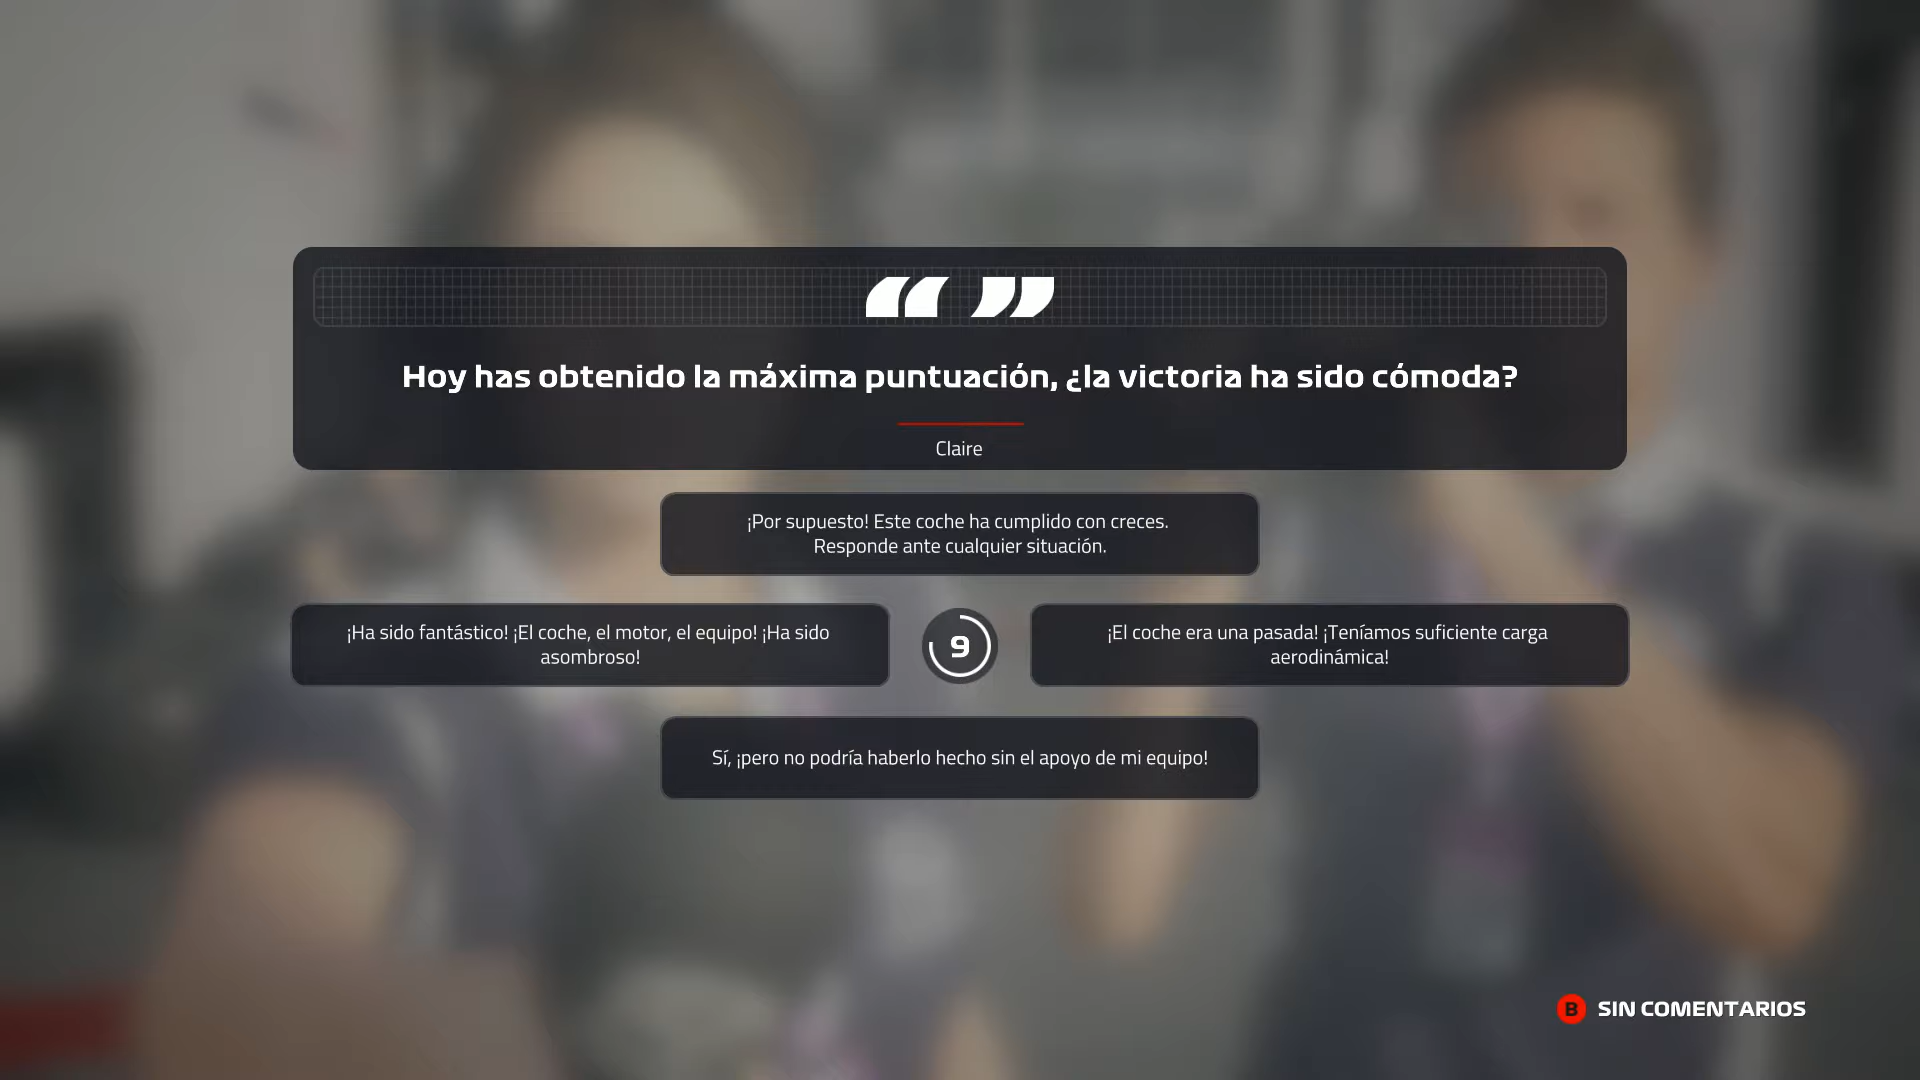 “ ”
Hoy has obtenido la máxima puntuación, ¿la victoria ha sido cómoda?
Claire
¡Por supuesto! Este coche ha cumplido con creces.
Responde ante cualquier situación.
¡Ha sido fantástico! ¡El coche, el motor, el equipo! ¡Ha sido
asombroso!
9
¡El coche era una pasada! ¡Teníamos suficiente carga
aerodinámica!
Sí, ¡pero no podría haberlo hecho sin el apoyo de mi equipo!
B SIN COMENTARIOS